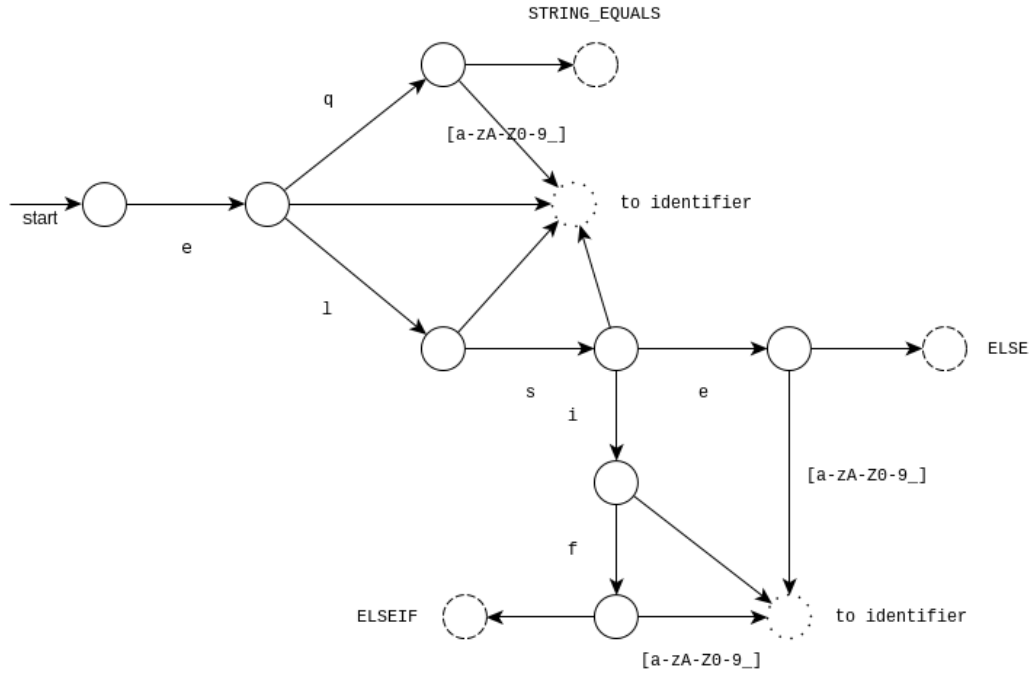 STRING_EQUALS
q
[a-zA-Z0-9_]
to identifier
start
e
l
ELSE
s
e
i
[a-zA-Z0-9_]
f
ELSEIF
to identifier
[a-zA-Z0-9_]